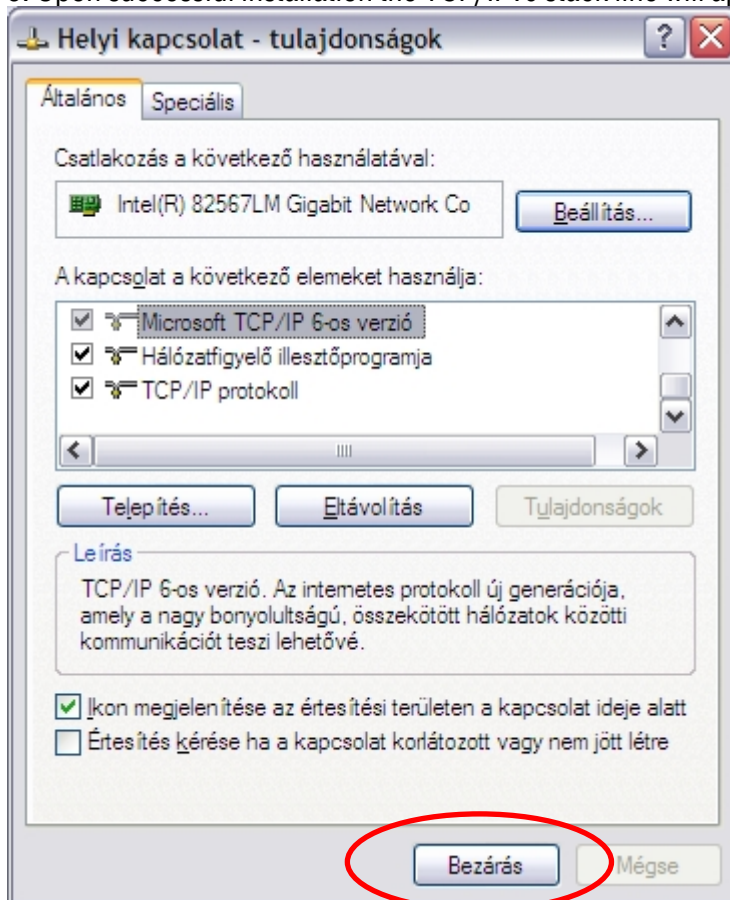 Helyi kapcsolat - tulajdonságok
Általános Speciális
Csatlakozás a következő használatával:
Intel(R) 82567LM Gigabit Network Co
Beállítás...
A kapcsolat a következő elemeket használja:
Microsoft TCP/IP 6-os verzió
Hálózatfigyelő illesztőprogramja
TCP/IP protokoll
Telepítés... Eltávolítás Tulajdonságok
Leírás
TCP/IP 6-os verzió. Az internetes protokoll új generációja,
amely a nagy bonyolultságú, összekötött hálózatok közötti
kommunikációt teszi lehetővé.
Ikon megjelenítése az értesítési területen a kapcsolat ideje alatt
Értesítés kérése ha a kapcsolat korlátozott vagy nem jött létre
Bezárás Mégse